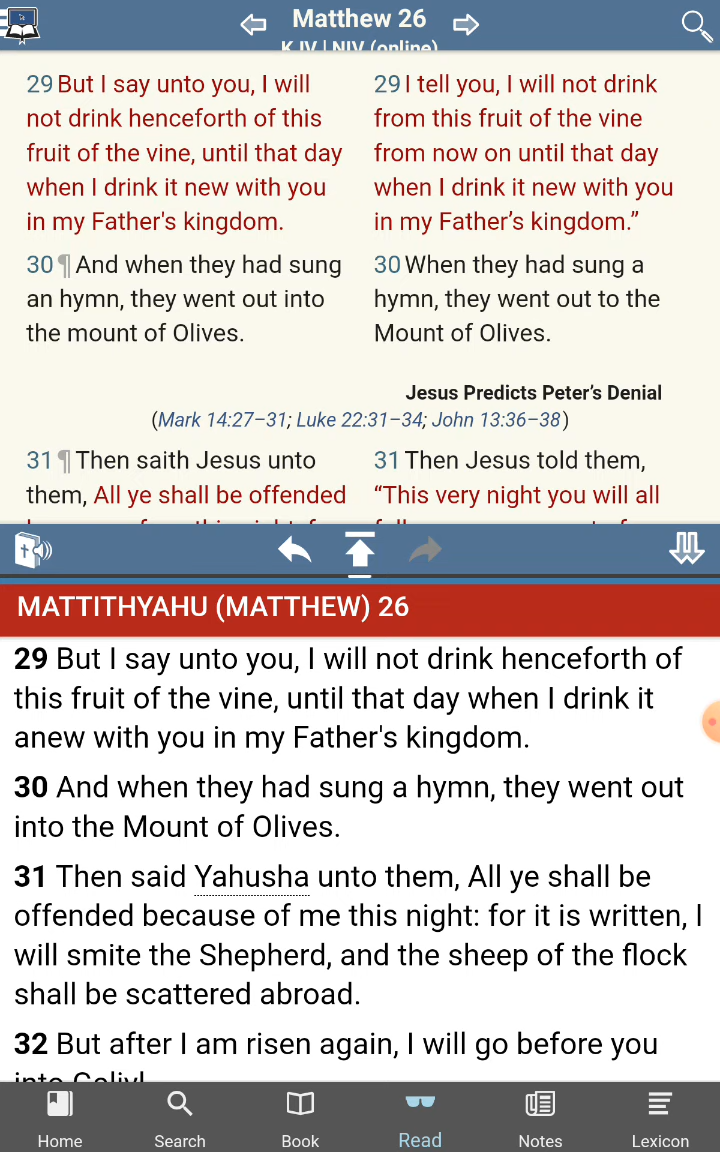 Matthew 26
KJV | NIV (online)
29 But I say unto you, I will
not drink henceforth of this
fruit of the vine, until that day
when I drink it new with you
in my Father's kingdom.
30 ¶ And when they had sung
an hymn, they went out into
the mount of Olives.
29 I tell you, I will not drink
from this fruit of the vine
from now on until that day
when I drink it new with you
in my Father’s kingdom.”
30 When they had sung a
hymn, they went out to the
Mount of Olives.
Jesus Predicts Peter’s Denial
(Mark 14:27–31; Luke 22:31–34; John 13:36–38)
31 ¶ Then saith Jesus unto
them, All ye shall be offended
31 Then Jesus told them,
“This very night you will all
MATTITHYAHU (MATTHEW) 26
29 But I say unto you, I will not drink henceforth of
this fruit of the vine, until that day when I drink it
anew with you in my Father's kingdom.
30 And when they had sung a hymn, they went out
into the Mount of Olives.
31 Then said Yahusha unto them, All ye shall be
offended because of me this night: for it is written, I
will smite the Shepherd, and the sheep of the flock
shall be scattered abroad.
32 But after I am risen again, I will go before you
Home Search Book Read Notes Lexicon